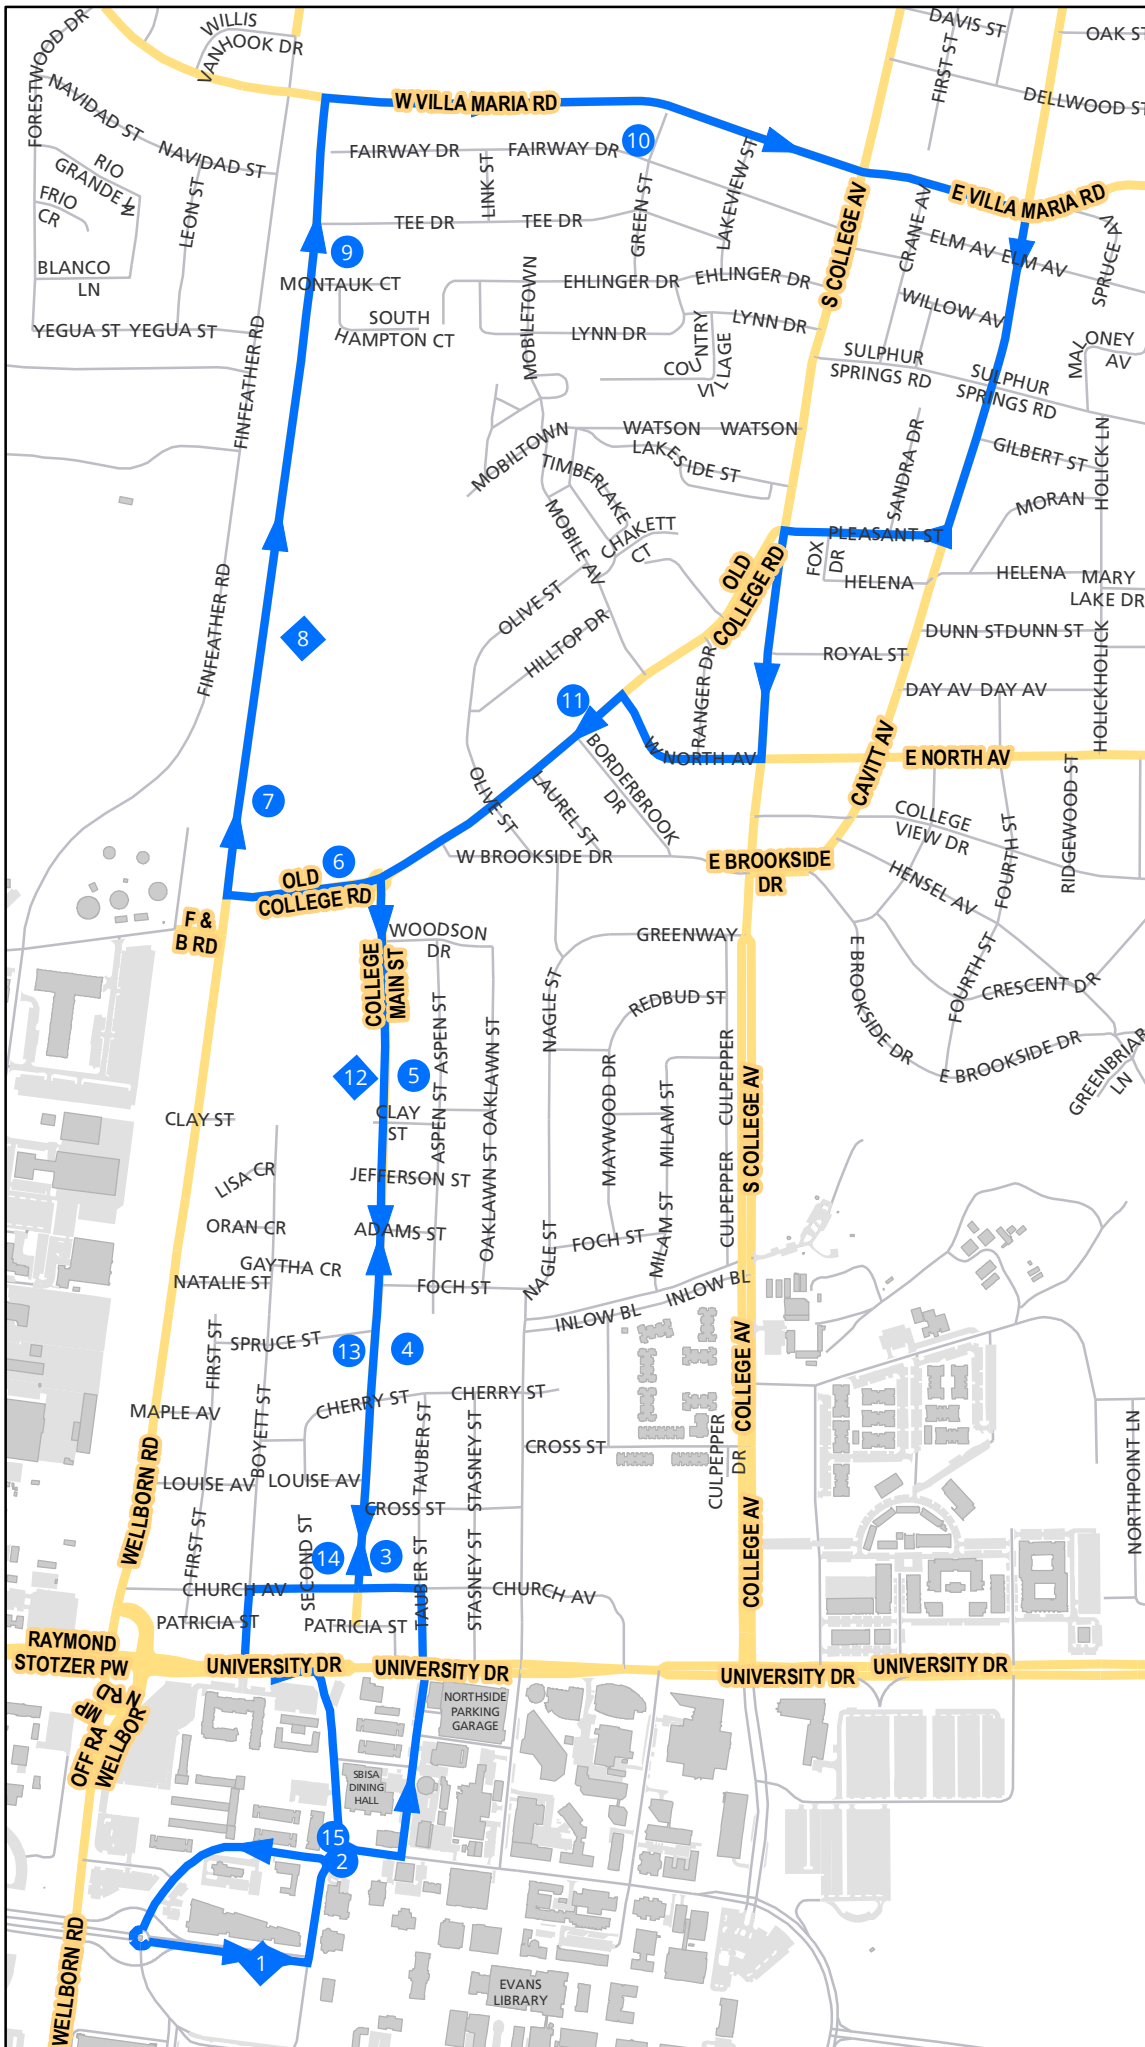 WILLIS
DAVIS ST
OAK ST
FORESTWOOD DR
VANHOOK DR
FIRST ST
NAVIDAD ST
W VILLA MARIA RD
DELLWOOD ST
10
NAVIDAD ST
FAIRWAY DR
FAIRWAY DR
RIO
GRANDE LN
LINK ST
GREEN ST
LAKEVIEW ST
E VILLA MARIA RD
FRIO
CR
LEON ST
TEE DR
TEE DR
S COLLEGE AV
CRANE AV
ELM AV
ELM AV
SPRUCE AV
9
BLANCO
LN
MONTAUK CT
MOBILETOWN
EHLINGER DR
EHLINGER DR
WILLOW AV
YEGUA ST
YEGUA ST
SOUTH
HAMPTON CT
LYNN DR
LYNN DR
COUNTRY
VILLAGE
SULPHUR
SPRINGS RD
MALONEY
AV
FINFEATHER RD
SULPHUR
SPRINGS RD
WATSON
WATSON
LAKESIDE ST
SANDRA DR
GILBERT ST
HOLICK LN
MOBILTOWN
TIMBERLAKE
MORAN
MOBILE AV
CHAKETT
CT
PLEASANT ST
FOX
DR
OLD
COLLEGE RD
HELENA
HELENA
MARY
LAKE DR
FINFEATHER RD
OLIVE ST
8
HILLTOP DR
DUNN ST
DUNN ST
ROYAL ST
HOLICK
HOLICK
RANGER DR
DAY AV
DAY AV
11
W NORTH AV
E NORTH AV
BORDERBROOK
DR
CAVITT AV
RIDGEWOOD ST
7
OLIVE ST
LAUREL ST
COLLEGE
VIEW DR
FOURTH ST
6
W BROOKSIDE DR
E BROOKSIDE
DR
OLD
COLLEGE RD
HENSEL AV
F &
B RD
WOODSON
DR
GREENWAY
COLLEGE
MAIN ST
E BROOKSIDE DR
FOURTH ST
CRESCENT DR
NAGLE ST
REDBUD ST
ASPEN ST
OAKLAWN ST
12
5
MAYWOOD DR
CULPEPPER
E BROOKSIDE DR
GREENBRIAR
LN
CLAY ST
CLAY
ST
ASPEN ST
OAKLAWN ST
MILAM ST
S COLLEGE AV
LISA CR
JEFFERSON ST
CULPEPPER
ORAN CR
ADAMS ST
FOCH ST
MILAM ST
GAYTHA CR
NAGLE ST
NATALIE ST
FOCH ST
INLOW BL
INLOW BL
FIRST ST
SPRUCE ST
13
4
COLLEGE AV
CHERRY ST
CHERRY ST
MAPLE AV
BOYETT ST
TAUBER ST
STASNEY ST
CROSS ST
CULPEPPER
DR
NORTHPOINT LN
WELLBORN RD
LOUISE AV
LOUISE AV
CROSS ST
COLLEGE AV
FIRST ST
SECOND ST
14
3
TAUBER ST
STASNEY ST
CHURCH AV
CHURCH AV
PATRICIA ST
PATRICIA ST
RAYMOND
STOTZER PW
UNIVERSITY DR
UNIVERSITY DR
UNIVERSITY DR
UNIVERSITY DR
N RD
OFF RAMP
WELLBOR
NORTHSIDE
PARKING
GARAGE
SBISA
DINING
HALL
15
2
WELLBORN RD
1
EVANS
LIBRARY